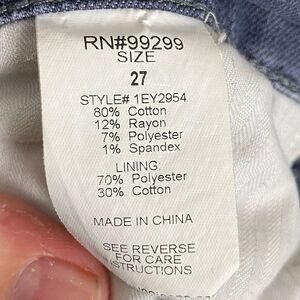 RN#99299
SIZE
27
STYLE# 1EY2954
80% Cotton
12% Rayon
7% Polyester
1% Spandex
LINING:
70% Polyester
30% Cotton
MADE IN CHINA
SEE REVERSE
FOR CARE
INSTRUCTIONS